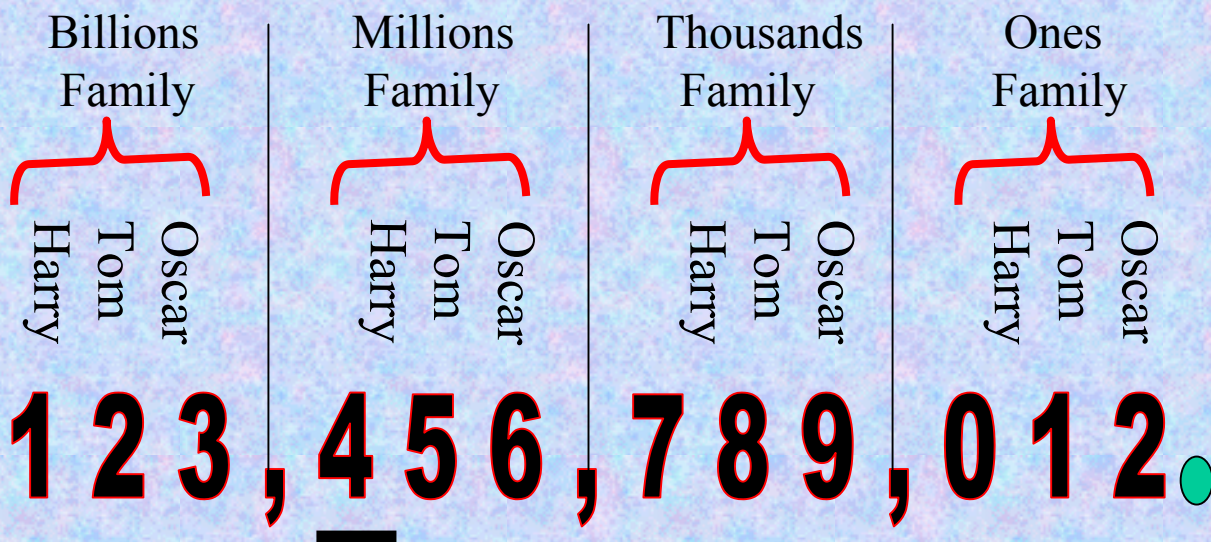 Billions Family Millions Family Thousands Family Ones Family
Harry Tom Oscar Harry Tom Oscar Harry Tom Oscar Harry Tom Oscar
123,456,789,012.